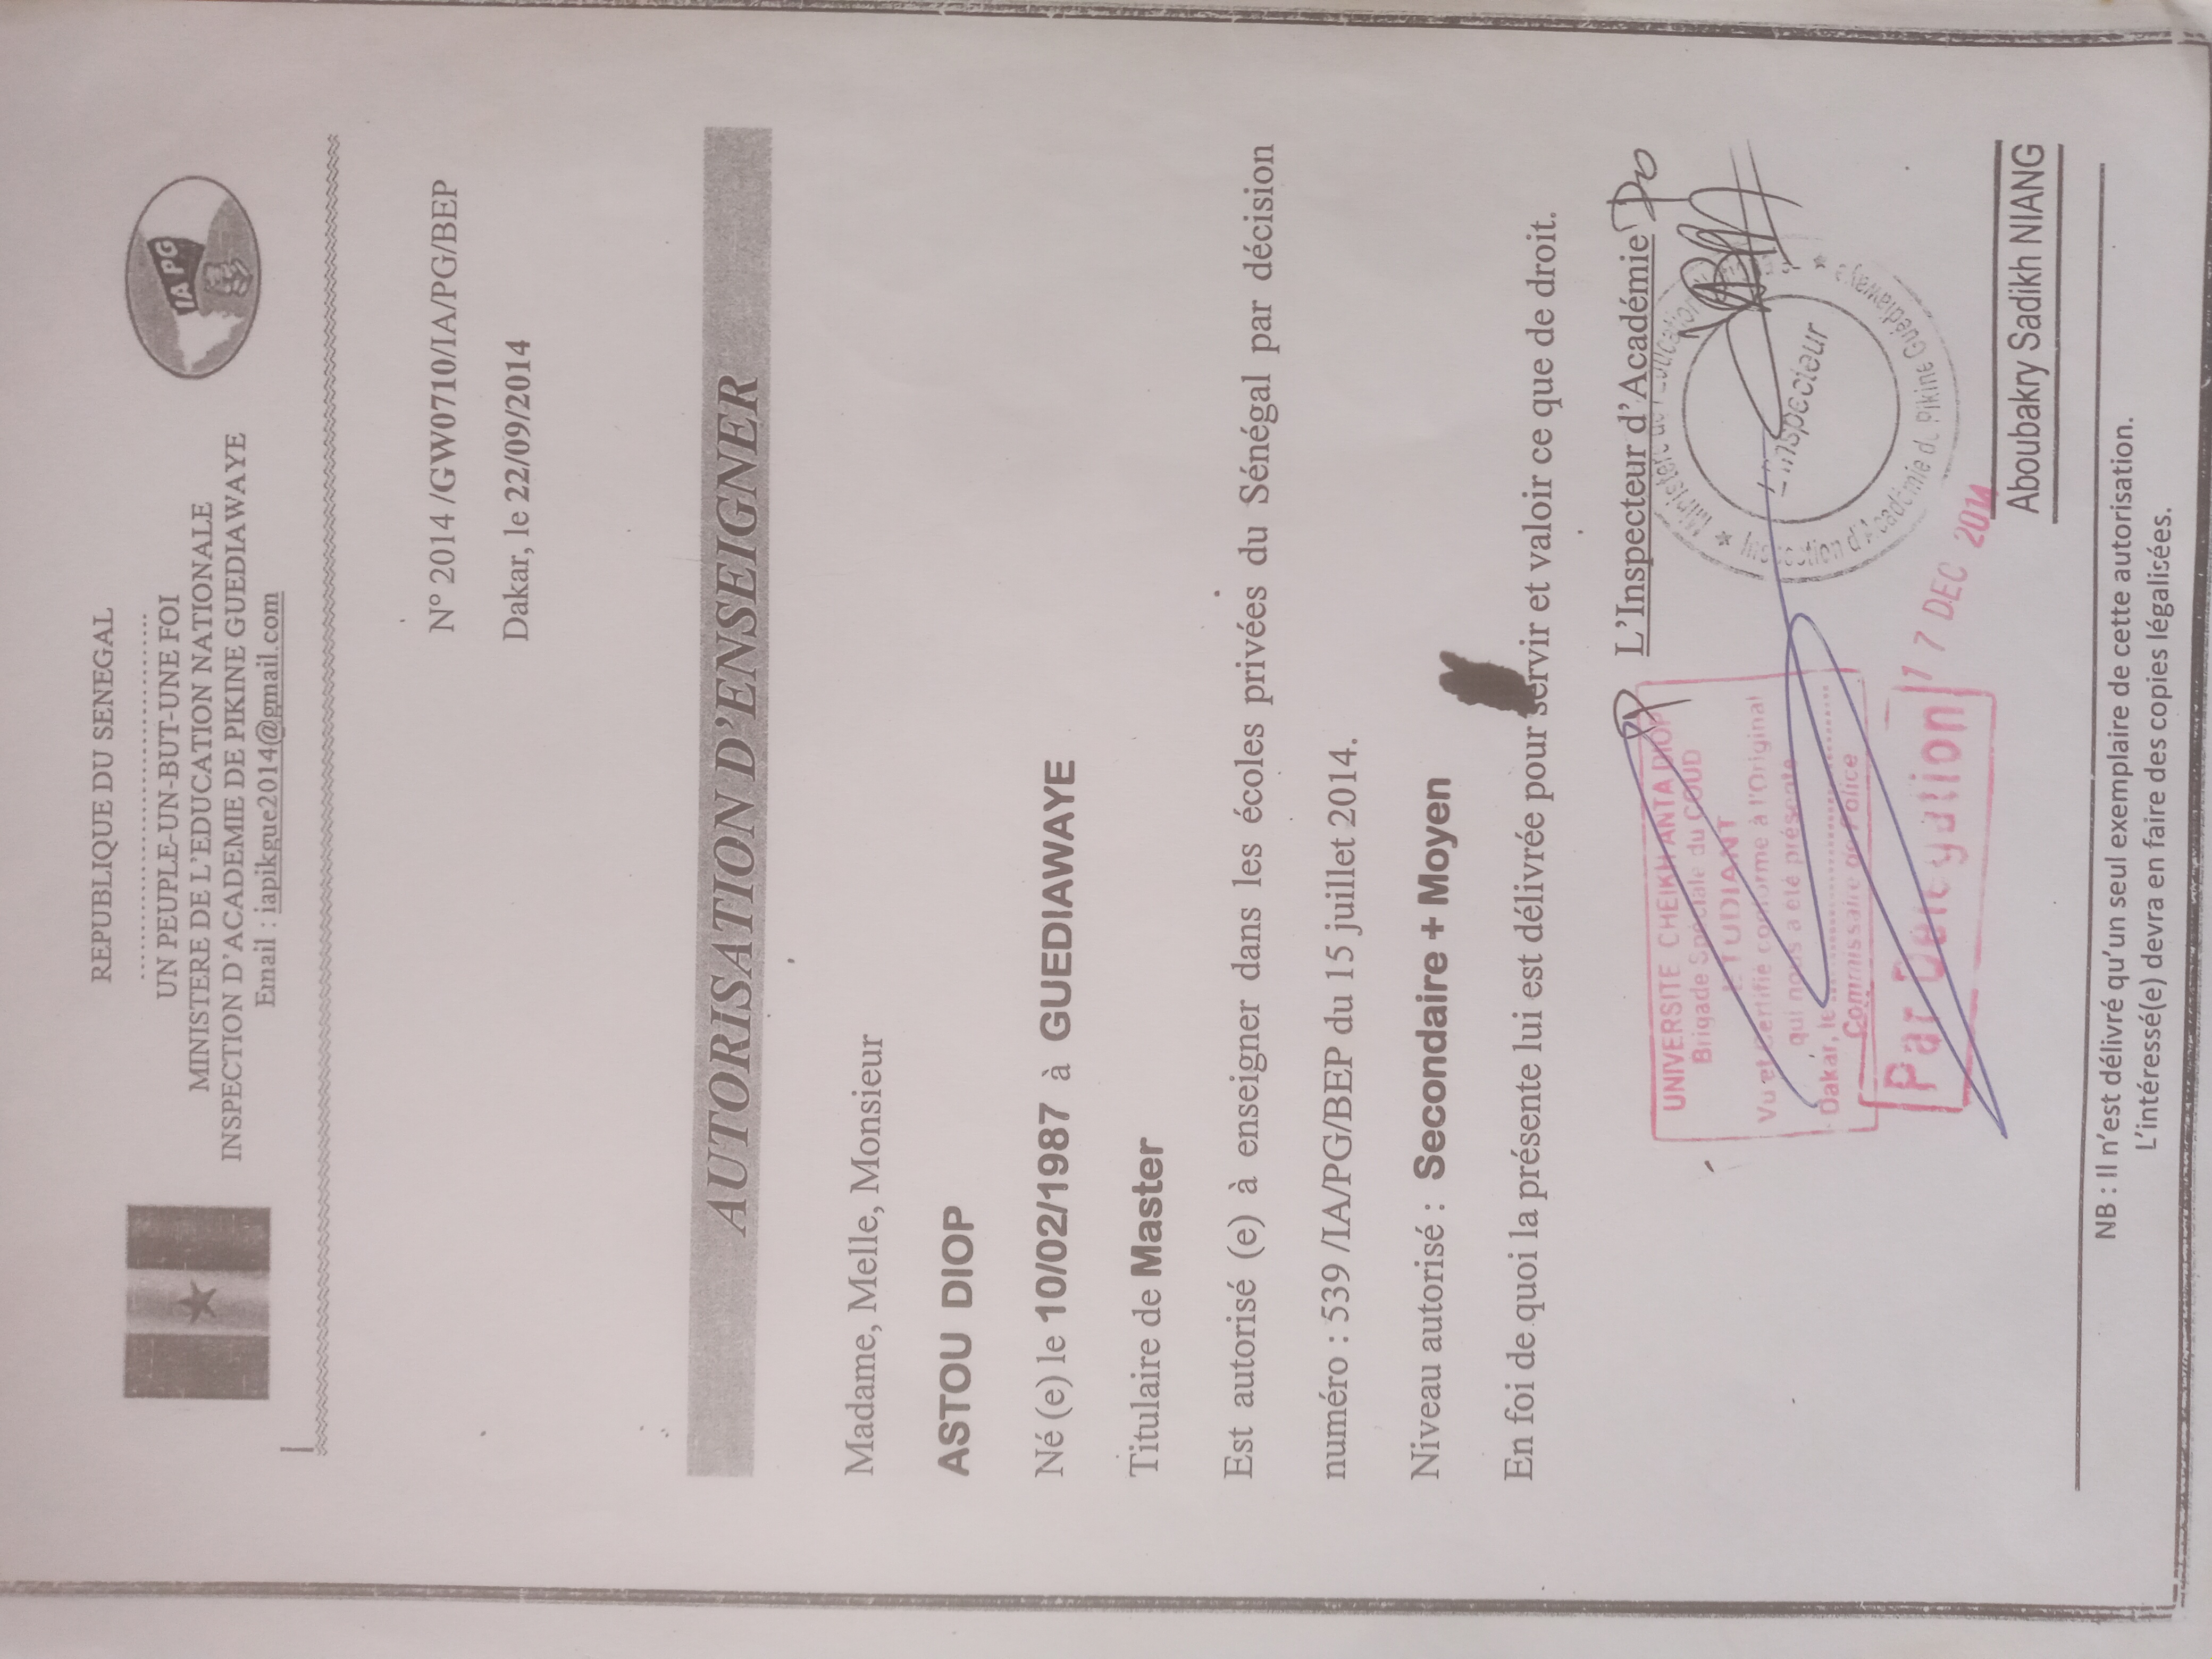 REPUBLIQUE DU SENEGAL
UN PEUPLE-UN-BUT-UNE FOI
MINISTERE DE L'EDUCATION NATIONALE
INSPECTION D'ACADEMIE DE PIKINE GUEDIAWAYE
Email : iapikgue2014@gmail.com
IA PG
N° 2014 /GW0710/IA/PG/BEP
Dakar, le 22/09/2014
AUTORISATION D'ENSEIGNER
Madame, Melle, Monsieur
ASTOU DIOP
Né (e) le 10/02/1987 à GUEDIAWAYE
Titulaire de Master
Est autorisé (e) à enseigner dans les écoles privées du Sénégal par décision
numéro : 539 /IA/PG/BEP du 15 juillet 2014.
Niveau autorisé : Secondaire + Moyen
En foi de quoi la présente lui est délivrée pour servir et valoir ce que de droit.
L'Inspecteur d'Académie
UNIVERSITE CHEIKH ANTA DIOP
Brigade Spéciale du COUD
ETUDIANT
Vu et Certifié conforme à l'Original
qui nous a été présenté
Dakar, le
Commissaire de Police
Par Délégation
17 DEC 2014
Ministère de l'Education
Inspection d'Académie de Pikine Guédiawaye
L'Inspecteur
Aboubakry Sadikh NIANG
NB : Il n'est délivré qu'un seul exemplaire de cette autorisation.
L'intéressé(e) devra en faire des copies légalisées.